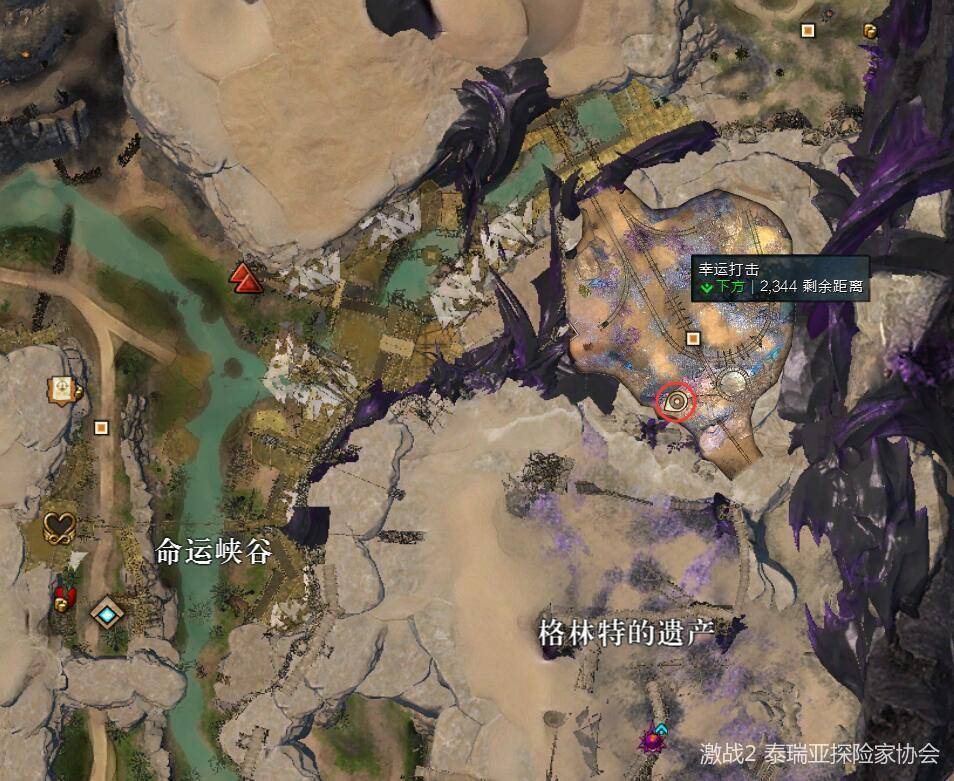 幸运打击
下方 | 2,344 剩余距离
命运峡谷
格林特的遗产
激战2 泰瑞亚探险家协会